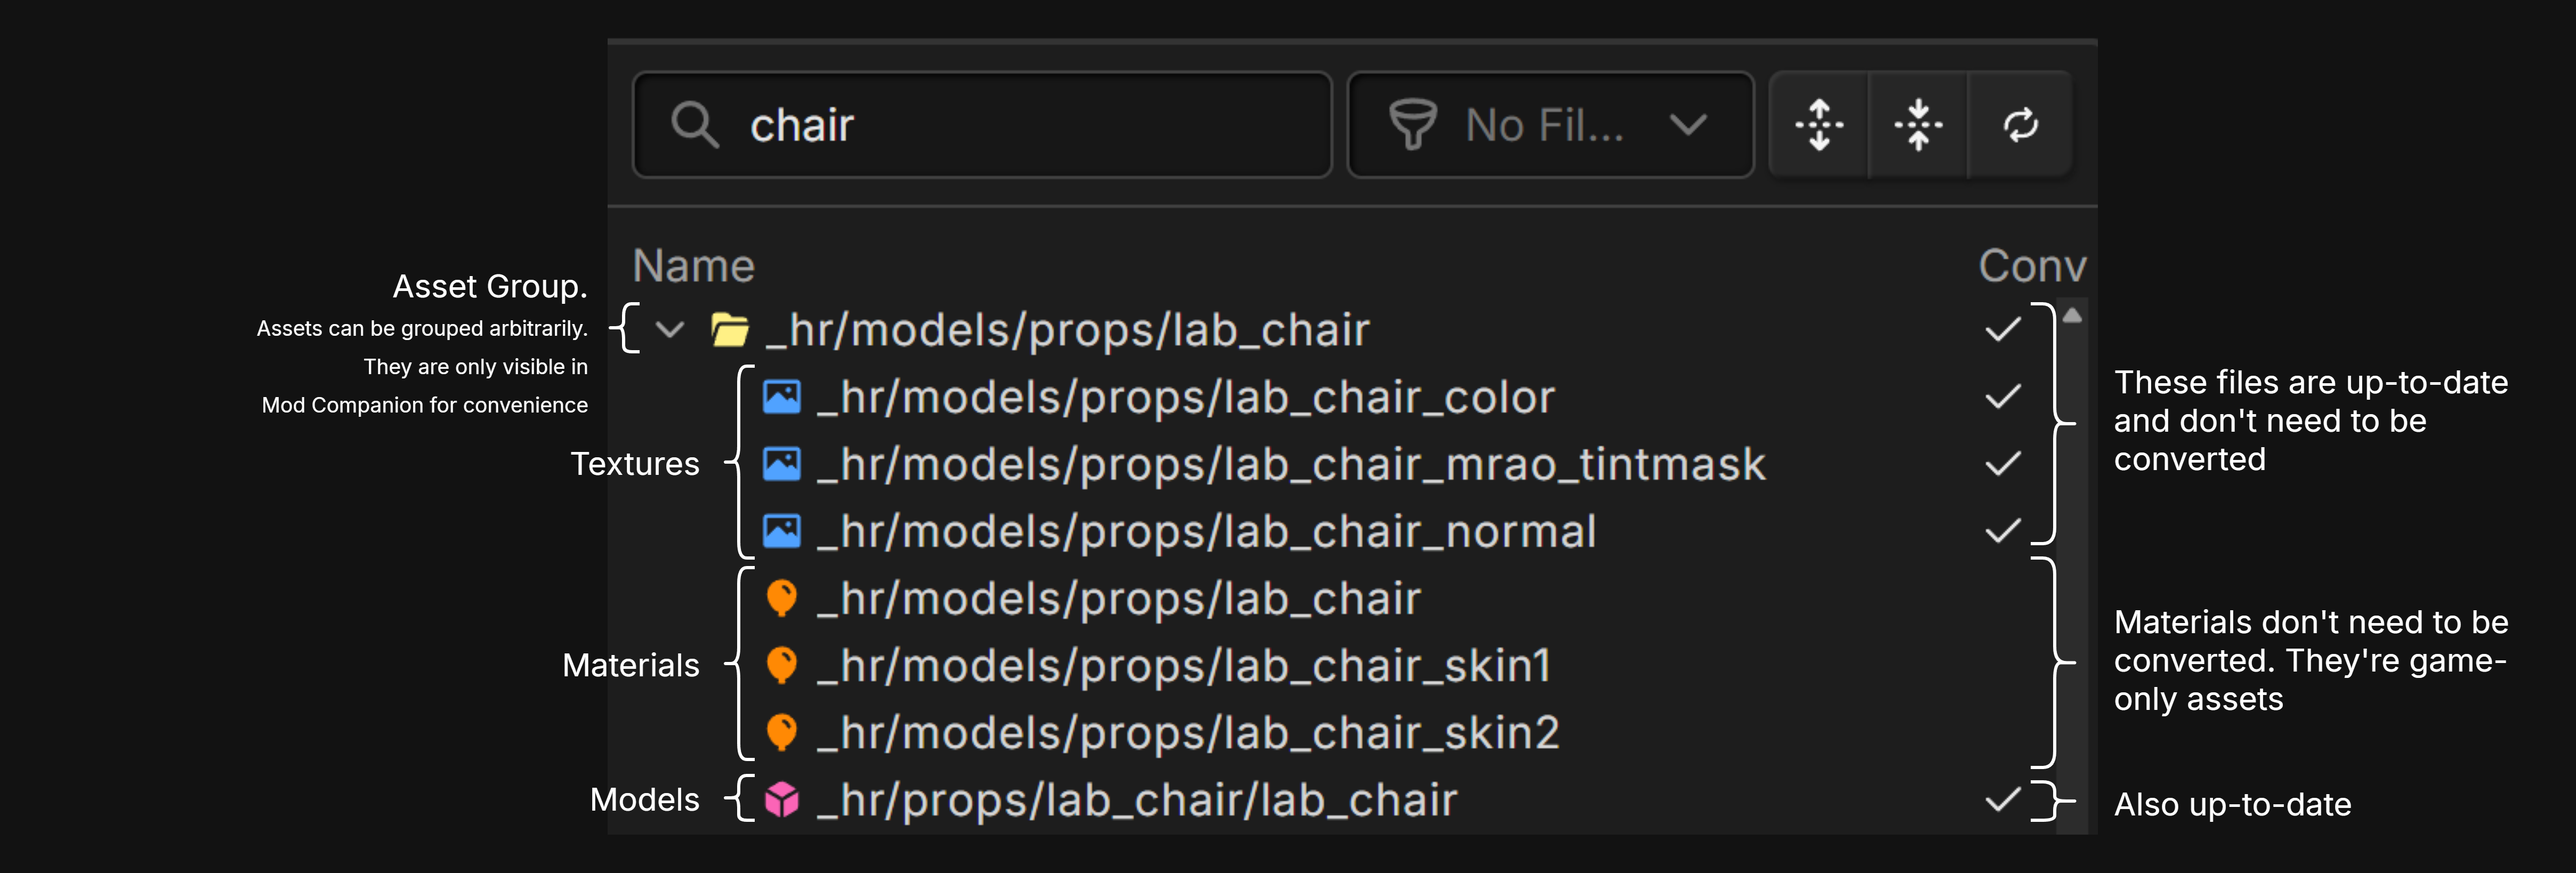 chair
No Fil...
Name
Conv
Asset Group.
Assets can be grouped arbitrarily.
They are only visible in
Mod Companion for convenience
_hr/models/props/lab_chair
Textures
_hr/models/props/lab_chair_color
_hr/models/props/lab_chair_mrao_tintmask
_hr/models/props/lab_chair_normal
These files are up-to-date
and don't need to be
converted
Materials
_hr/models/props/lab_chair
_hr/models/props/lab_chair_skin1
_hr/models/props/lab_chair_skin2
Materials don't need to be
converted. They're game-
only assets
Models
_hr/props/lab_chair/lab_chair
Also up-to-date